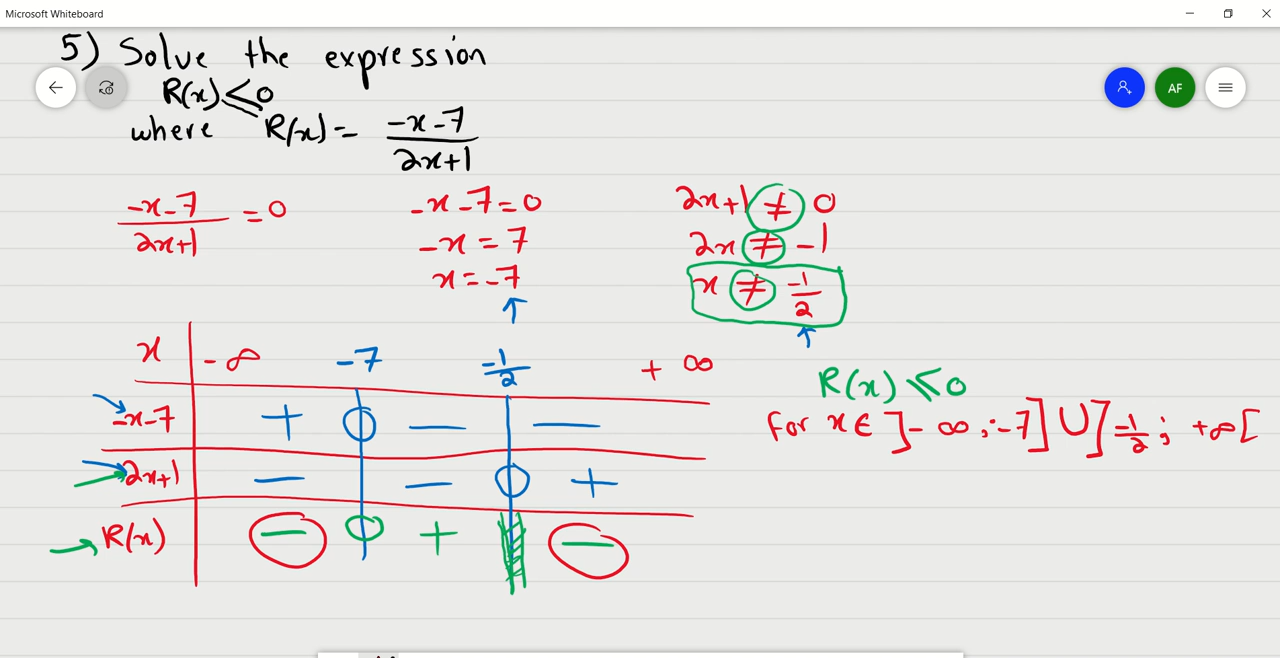 Microsoft Whiteboard
5) Solve the expression
R(x) ≤ 0
AF
where R(x) = (-x-7)/(2x+1)
(-x-7)/(2x+1) = 0
-x-7=0
-x = 7
x = -7
2x+1 ≠ 0
2x ≠ -1
x ≠ -1/2
x -∞ -7 -1/2 + ∞
-x-7 + 0 - -
2x+1 - - 0 +
R(x) - 0 + -
R(x) ≤ 0
for x ∈ ]-∞ ; -7] ∪ ]-1/2 ; +∞[